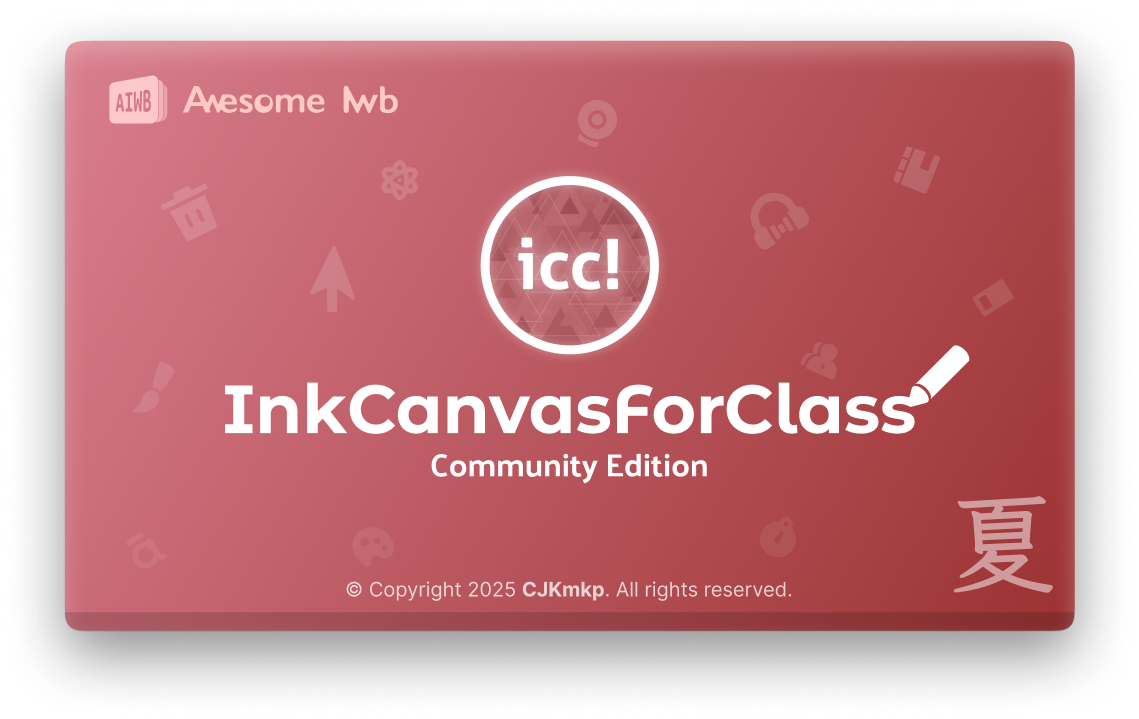 AIWB Awesome Iwb
icc!
InkCanvasForClass
Community Edition
夏
© Copyright 2025 CJKmkp. All rights reserved.